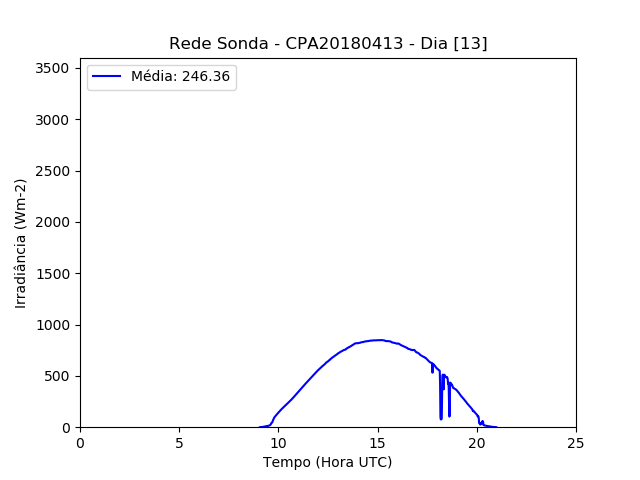 Rede Sonda - CPA20180413 - Dia [13]
Média: 246.36
3500
3000
2500
2000
1500
1000
500
0
Irradiância (Wm-2)
0 5 10 15 20 25
Tempo (Hora UTC)